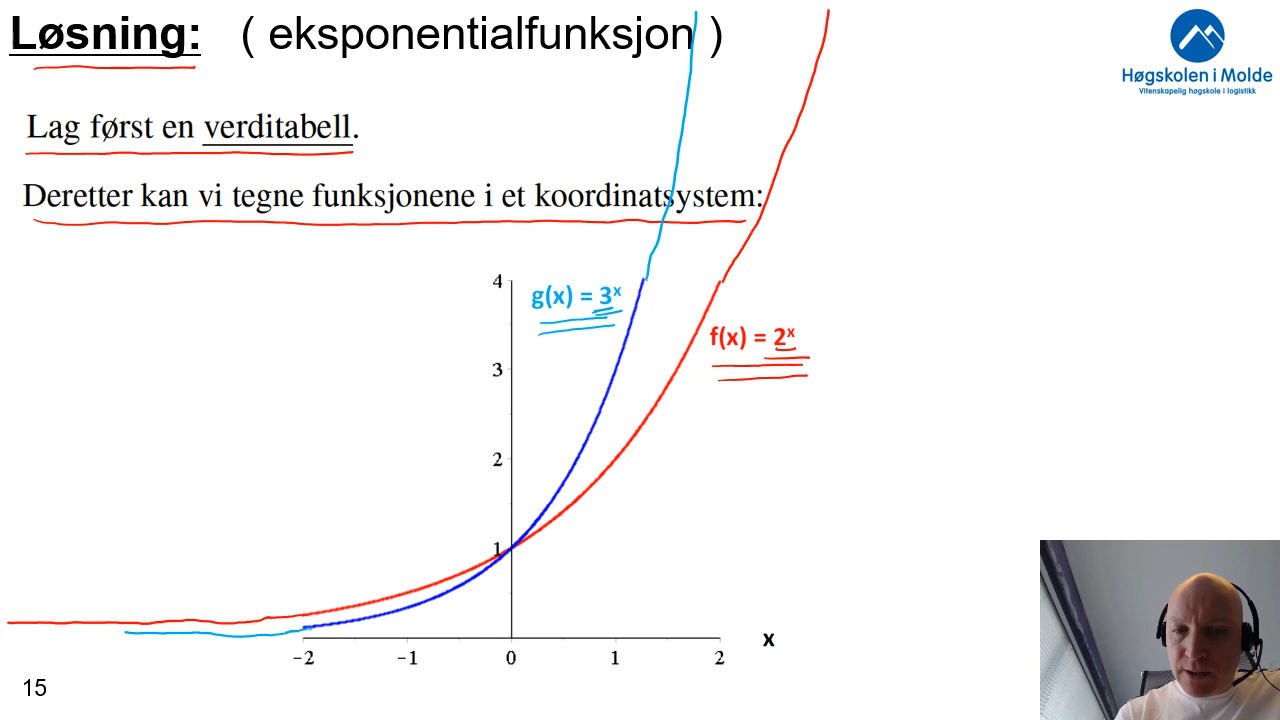 Løsning: ( eksponentialfunksjon )
Høgskolen i Molde
Vitenskapelig høgskole i logistikk
Lag først en verditabell.
Deretter kan vi tegne funksjonene i et koordinatsystem:
4
g(x) = 3ˣ
f(x) = 2ˣ
3
2
1
x
−2 −1 0 1 2
15